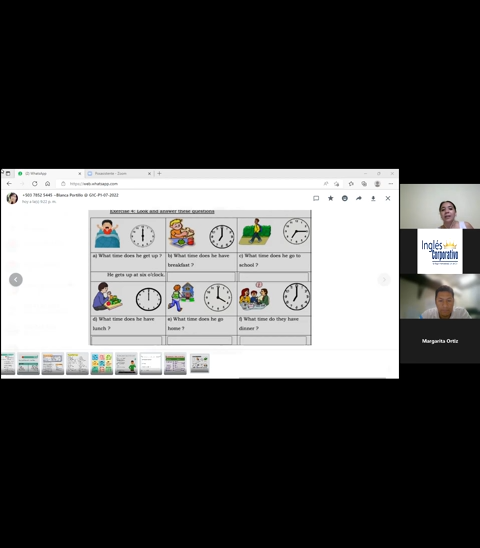 WhatsApp
https://web.whatsapp.com
+503 7852 5440 ~Blanca Portillo @ GIC-P1-07-2022
Exercise 4: Look and answer these questions
a) What time does he get up ?
b) What time does he have
breakfast ?
c) What time does he go to
school ?
He gets up at six o'clock.
d) What time does he have
lunch ?
e) What time does he go
home ?
f) What time do they have
dinner ?
Inglés
Corporativo
Margarita Ortiz